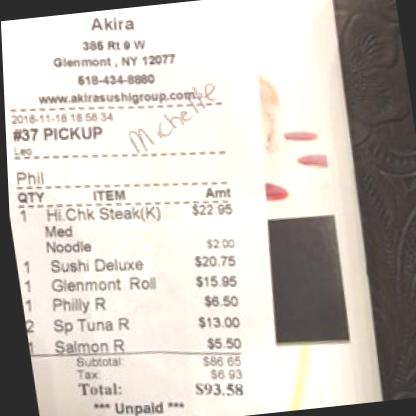 Akira
385 Rt 9 W
Glenmont , NY 12077
518-434-8880
www.akirasushigroup.com
Michelle
2018-11-18 18 58 34
#37 PICKUP
Leo
Phil
QTY ITEM Amt
1 Hi.Chk Steak(K) $22.95
Med
Noodle $2.00
1 Sushi Deluxe $20.75
1 Glenmont Roll $15.95
1 Philly R $6.50
2 Sp Tuna R $13.00
1 Salmon R $5.50
Subtotal: $86.65
Tax: $6.93
Total: $93.58
*** Unpaid ***